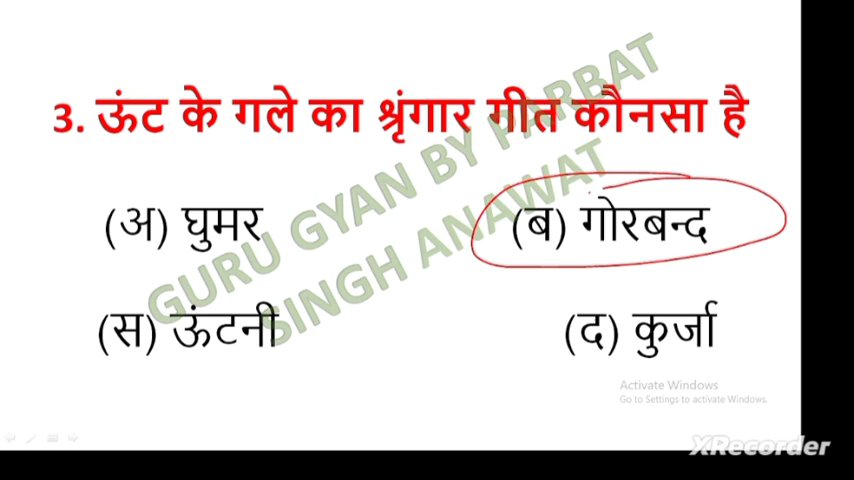 3. ऊंट के गले का श्रृंगार गीत कौनसा है
(अ) घुमर
(ब) गोरबन्द
(स) ऊंटनी
(द) कुर्जा
GURU GYAN BY PARBAT
SINGH ANAWAT
Activate Windows
Go to Settings to activate Windows.
XRecorder